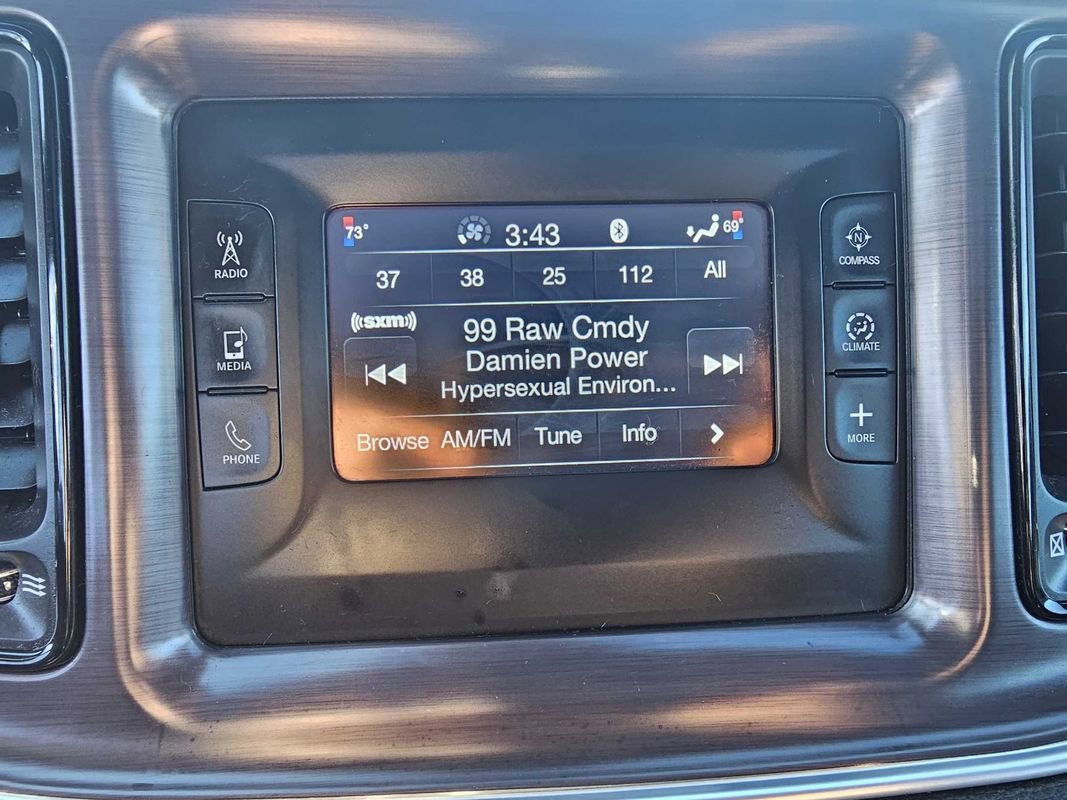 73° 3:43 69°
37 38 25 112 All
((sxm))
99 Raw Cmdy
Damien Power
Hypersexual Environ...
Browse AM/FM Tune Info
RADIO
MEDIA
PHONE
N
COMPASS
CLIMATE
MORE